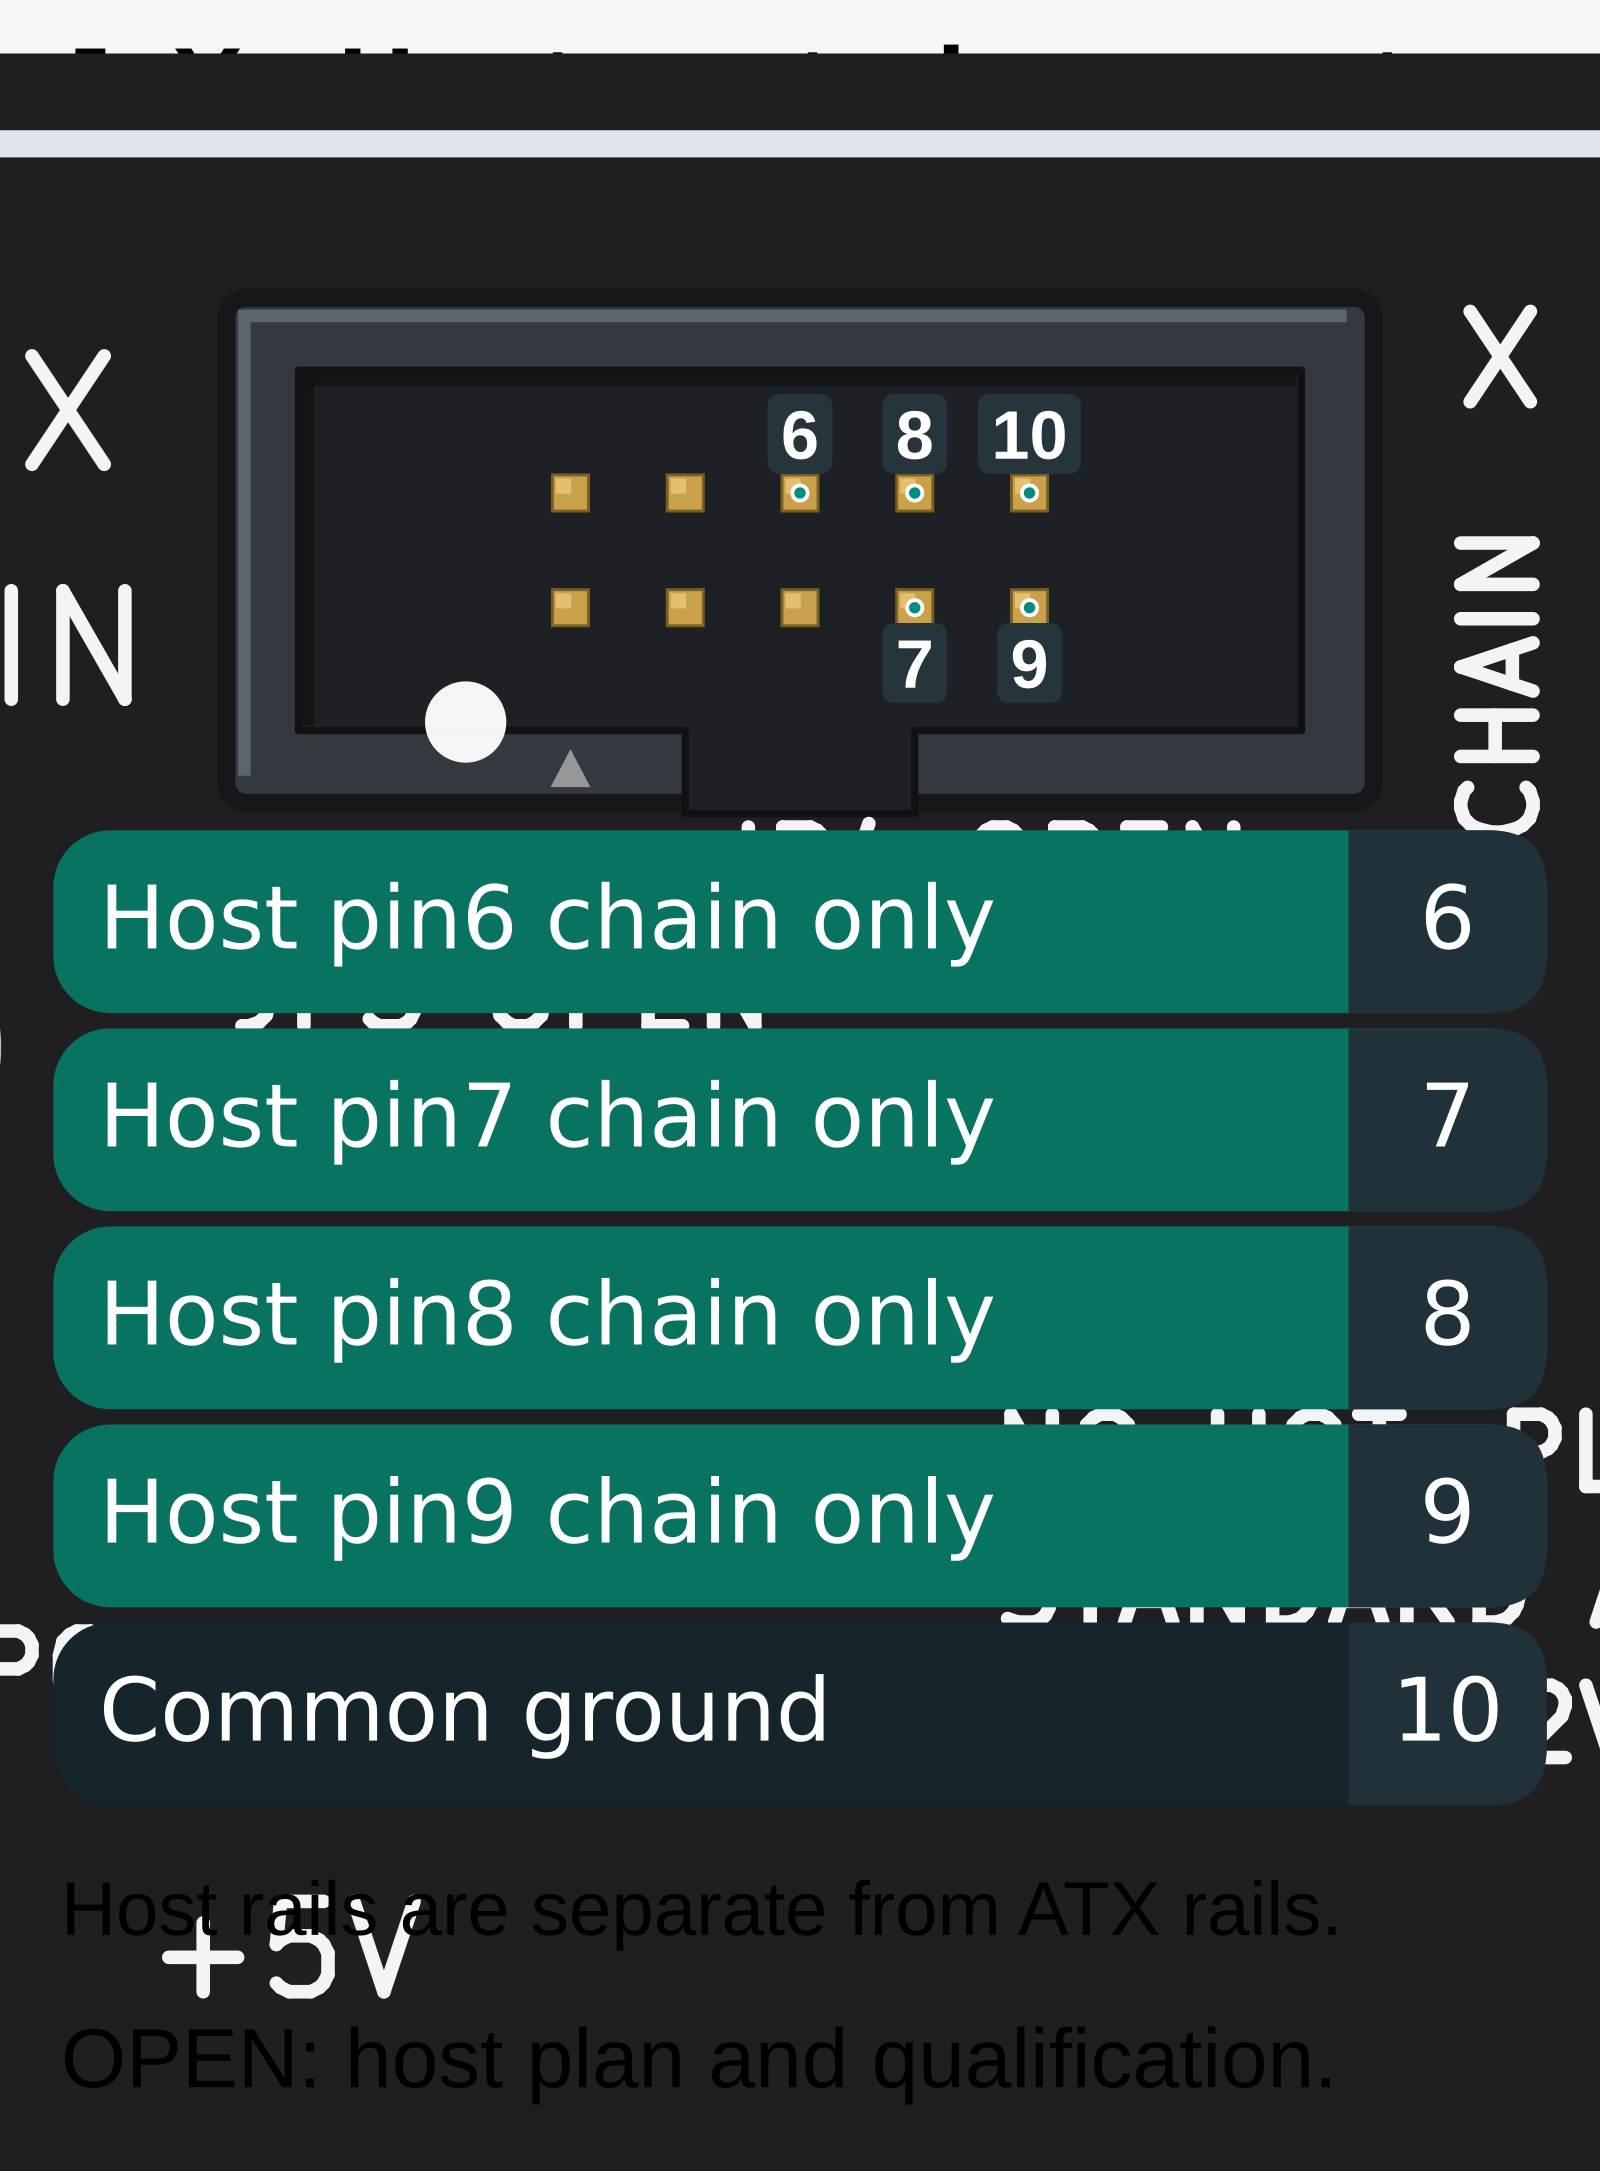 X
X
6 8 10
IN
CHAIN
7 9
Host pin6 chain only 6
Host pin7 chain only 7
Host pin8 chain only 8
Host pin9 chain only 9
Common ground 10
Host rails are separate from ATX rails.
+5V
OPEN: host plan and qualification.